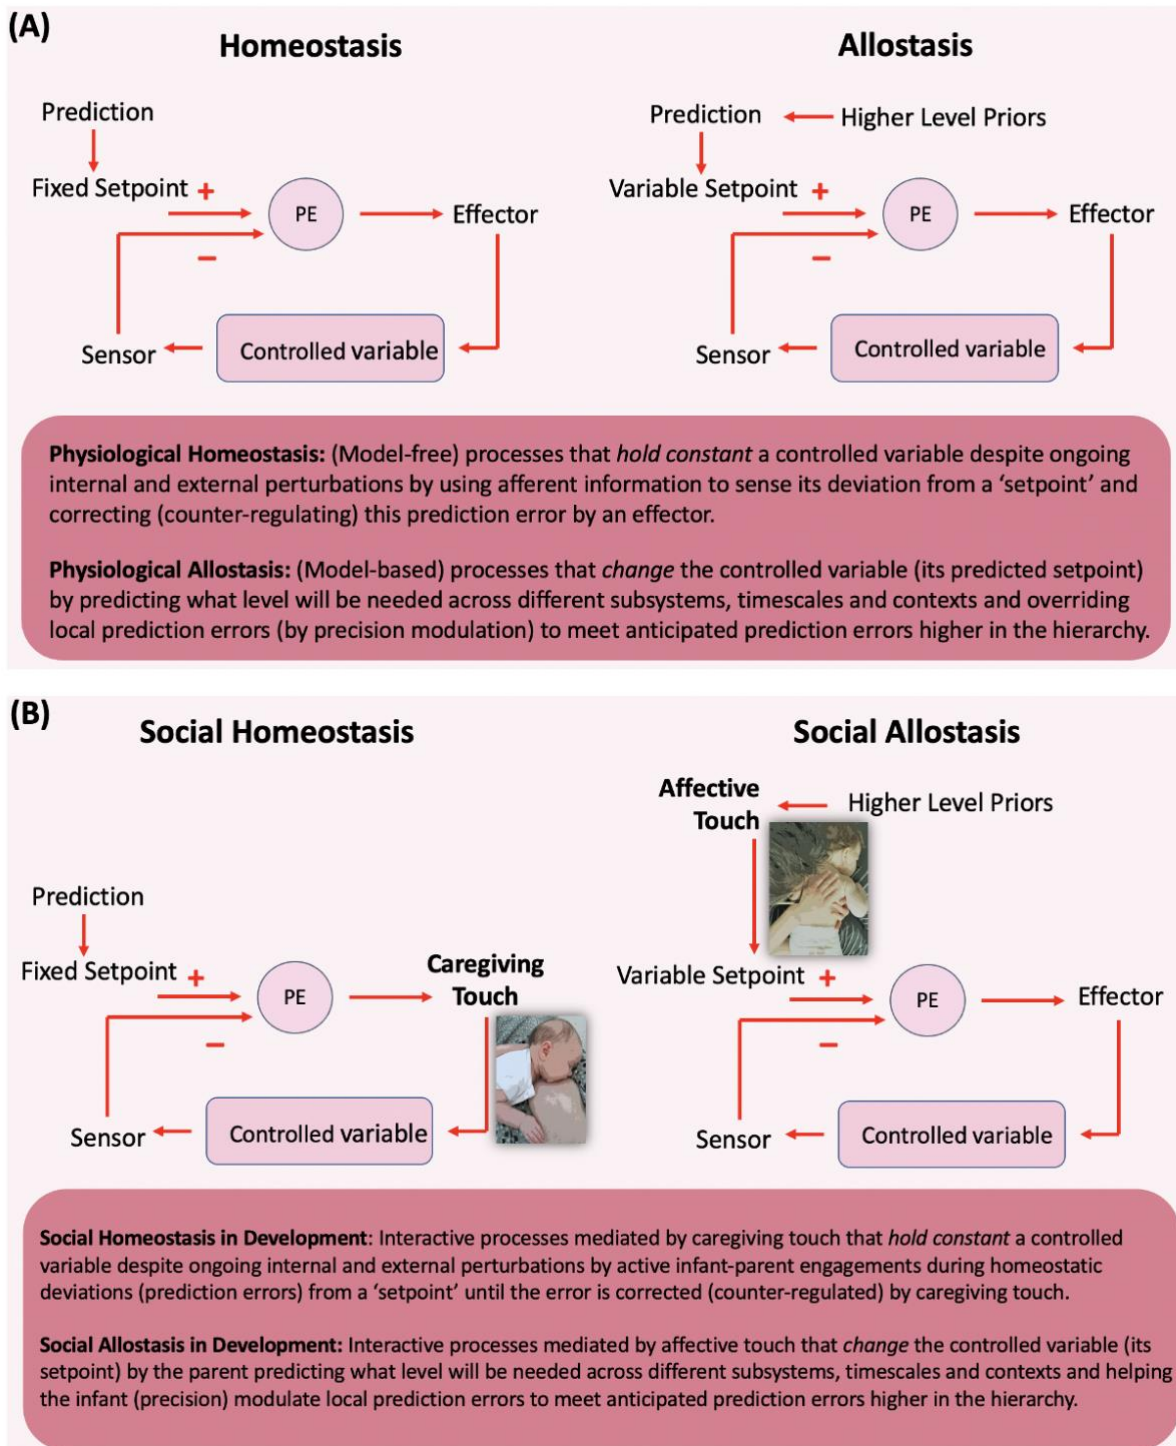 (A)
Homeostasis
Prediction
Fixed Setpoint +
PE
Effector
−
Sensor
Controlled variable
Allostasis
Prediction
Higher Level Priors
Variable Setpoint +
PE
Effector
−
Sensor
Controlled variable
Physiological Homeostasis: (Model-free) processes that hold constant a controlled variable despite ongoing
internal and external perturbations by using afferent information to sense its deviation from a ‘setpoint’ and
correcting (counter-regulating) this prediction error by an effector.
Physiological Allostasis: (Model-based) processes that change the controlled variable (its predicted setpoint)
by predicting what level will be needed across different subsystems, timescales and contexts and overriding
local prediction errors (by precision modulation) to meet anticipated prediction errors higher in the hierarchy.
(B)
Social Homeostasis
Prediction
Fixed Setpoint +
PE
Caregiving
Touch
−
Sensor
Controlled variable
Social Allostasis
Affective
Touch
Higher Level Priors
Variable Setpoint +
PE
Effector
−
Sensor
Controlled variable
Social Homeostasis in Development: Interactive processes mediated by caregiving touch that hold constant a controlled
variable despite ongoing internal and external perturbations by active infant-parent engagements during homeostatic
deviations (prediction errors) from a ‘setpoint’ until the error is corrected (counter-regulated) by caregiving touch.
Social Allostasis in Development: Interactive processes mediated by affective touch that change the controlled variable (its
setpoint) by the parent predicting what level will be needed across different subsystems, timescales and contexts and helping
the infant (precision) modulate local prediction errors to meet anticipated prediction errors higher in the hierarchy.